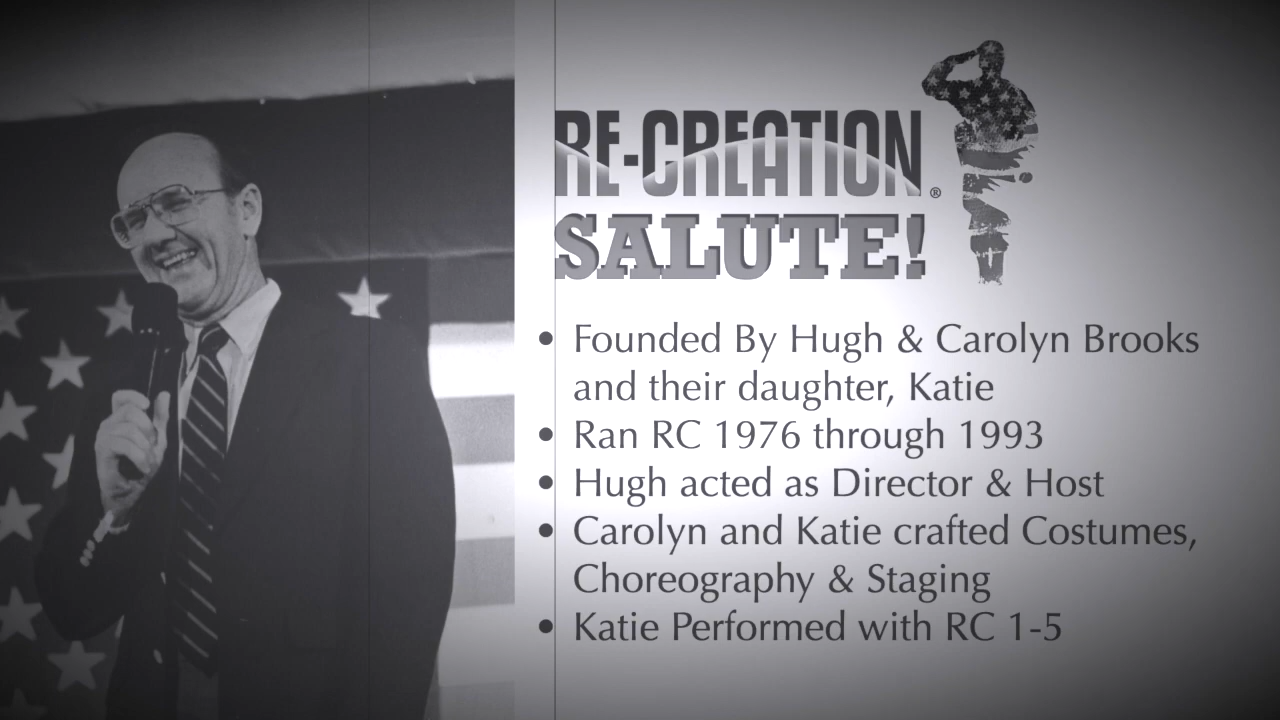 RE-CREATION®
SALUTE!
• Founded By Hugh & Carolyn Brooks
and their daughter, Katie
• Ran RC 1976 through 1993
• Hugh acted as Director & Host
• Carolyn and Katie crafted Costumes,
Choreography & Staging
• Katie Performed with RC 1-5